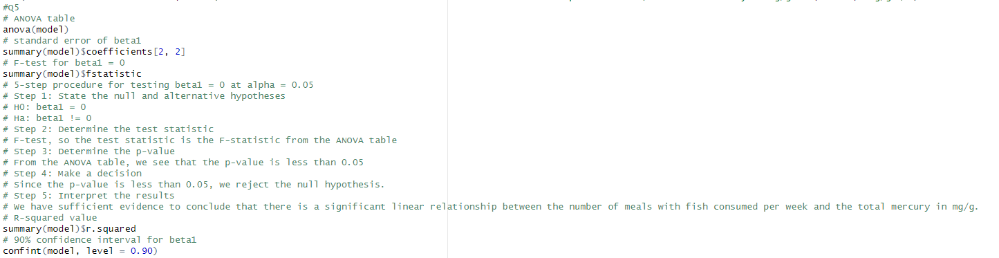 #Q5
# ANOVA table
anova(model)
# standard error of beta1
summary(model)$coefficients[2, 2]
# F-test for beta1 = 0
summary(model)$fstatistic
# 5-step procedure for testing beta1 = 0 at alpha = 0.05
# Step 1: State the null and alternative hypotheses
# H0: beta1 = 0
# Ha: beta1 != 0
# Step 2: Determine the test statistic
# F-test, so the test statistic is the F-statistic from the ANOVA table
# Step 3: Determine the p-value
# From the ANOVA table, we see that the p-value is less than 0.05
# Step 4: Make a decision
# Since the p-value is less than 0.05, we reject the null hypothesis.
# Step 5: Interpret the results
# We have sufficient evidence to conclude that there is a significant linear relationship between the number of meals with fish consumed per week and the total mercury in mg/g.
# R-squared value
summary(model)$r.squared
# 90% confidence interval for beta1
confint(model, level = 0.90)